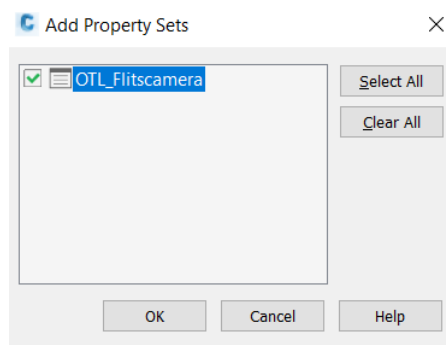 Add Property Sets
OTL_Flitscamera
Select All
Clear All
OK
Cancel
Help